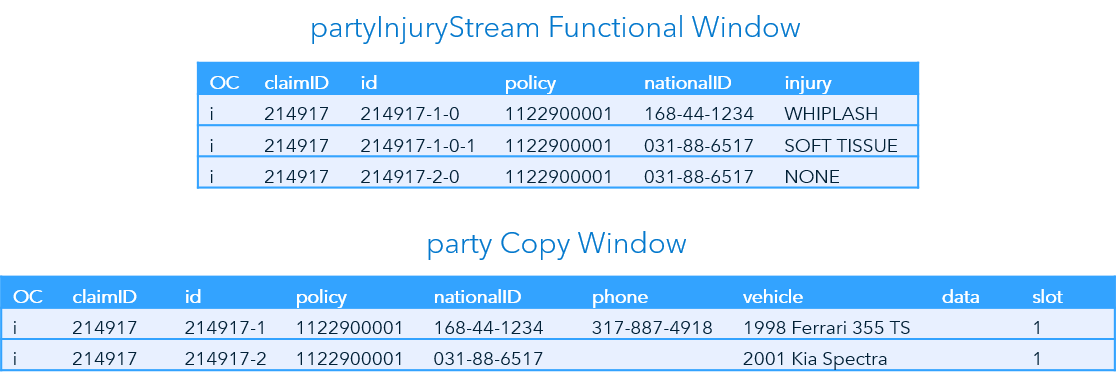 partyInjuryStream Functional Window
OC claimID id policy nationalID injury
i 214917 214917-1-0 1122900001 168-44-1234 WHIPLASH
i 214917 214917-1-0-1 1122900001 031-88-6517 SOFT TISSUE
i 214917 214917-2-0 1122900001 031-88-6517 NONE
party Copy Window
OC claimID id policy nationalID phone vehicle data slot
i 214917 214917-1 1122900001 168-44-1234 317-887-4918 1998 Ferrari 355 TS 1
i 214917 214917-2 1122900001 031-88-6517 2001 Kia Spectra 1